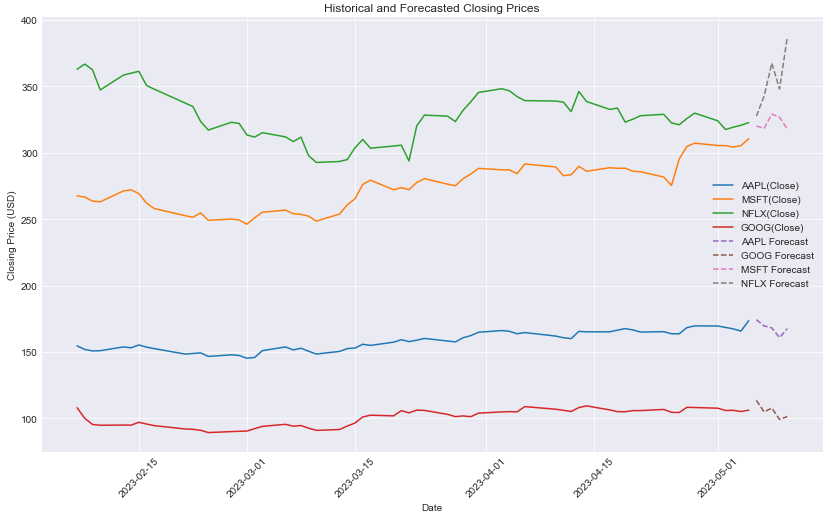 Historical and Forecasted Closing Prices
Closing Price (USD)
400
350
300
250
200
150
100
AAPL(Close)
MSFT(Close)
NFLX(Close)
GOOG(Close)
AAPL Forecast
GOOG Forecast
MSFT Forecast
NFLX Forecast
2023-02-15
2023-03-01
2023-03-15
2023-04-01
2023-04-15
2023-05-01
Date